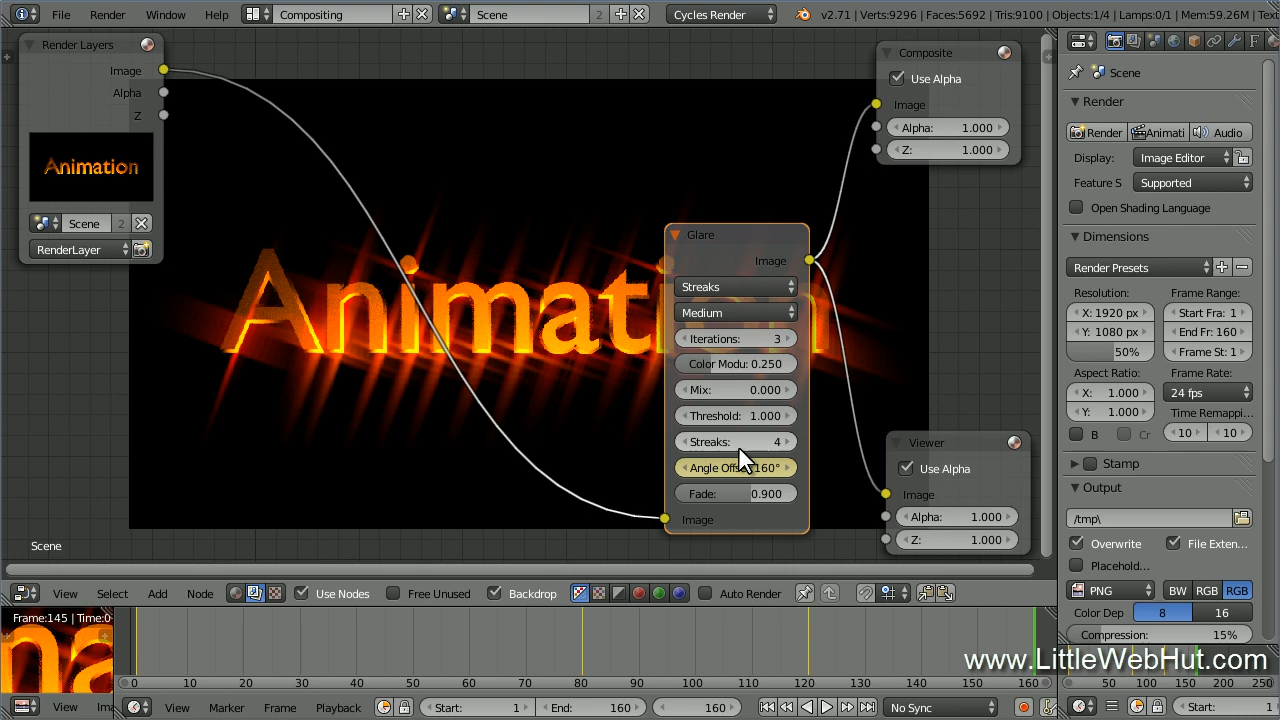 File Render Window Help Compositing Scene 2 Cycles Render v2.71 | Verts:9296 | Faces:5692 | Tris:9100 | Objects:1/4 | Lamps:0/1 | Mem:59.26M | Tex
Render Layers
Image
Alpha
Z
Animation
Scene 2
RenderLayer
Animation
Glare
Image
Streaks
Medium
Iterations: 3
Color Modu: 0.250
Mix: 0.000
Threshold: 1.000
Streaks: 4
Angle Offs 160°
Fade: 0.900
Image
Composite
Use Alpha
Image
Alpha: 1.000
Z: 1.000
Viewer
Use Alpha
Image
Alpha: 1.000
Z: 1.000
Scene
View Select Add Node Use Nodes Free Unused Backdrop Auto Render
Scene
Render
Render Animati Audio
Display: Image Editor
Feature S Supported
Open Shading Language
Dimensions
Render Presets
Resolution: Frame Range:
X: 1920 px Start Fra: 1
Y: 1080 px End Fr: 160
50% Frame St: 1
Aspect Ratio: Frame Rate:
X: 1.000 24 fps
Y: 1.000 Time Remappi...
B Cr 10 10
Stamp
Output
/tmp\
Overwrite File Exten...
Placehold...
PNG BW RGB RGB
Color Dep 8 16
Compression: 15%
Frame:145 | Time:0
na
www.LittleWebHut.com
0 10 20 30 40 50 60 70 80 90 100 110 120 130 140 150 160
0 50 100 150 200 250
View Im
View Marker Frame Playback Start: 1 End: 160 160 No Sync
Start: 1